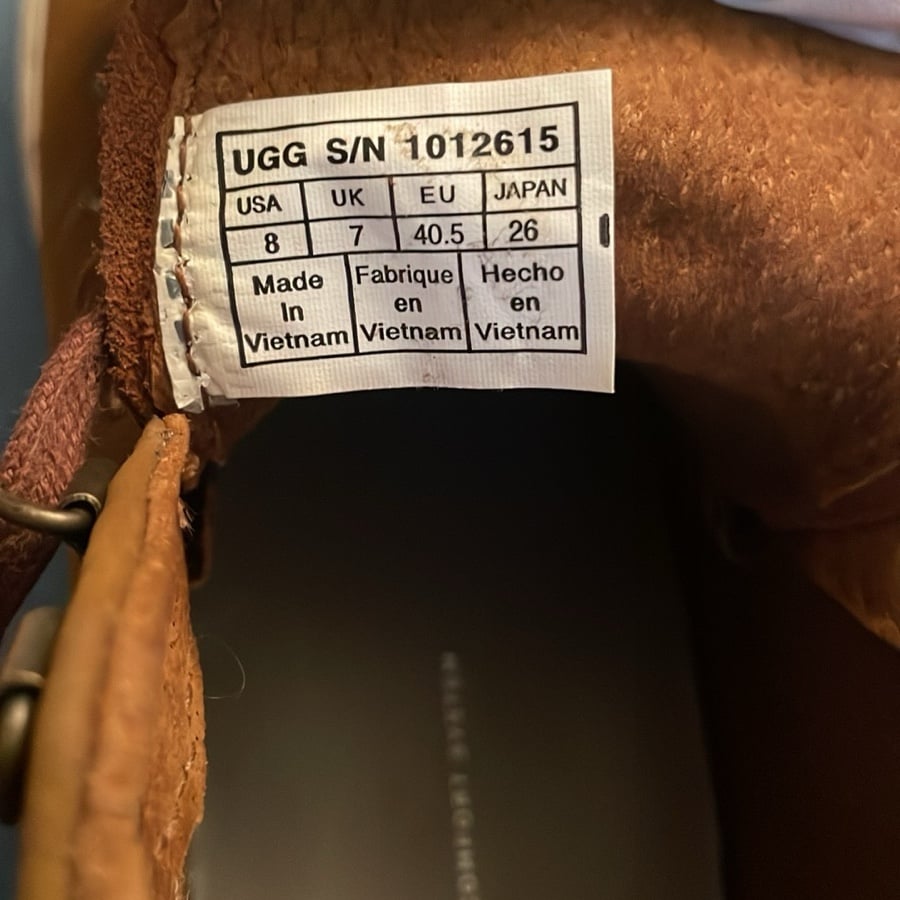 UGG S/N 1012615
USA UK EU JAPAN
8 7 40.5 26
Made In Vietnam
Fabrique en Vietnam
Hecho en Vietnam